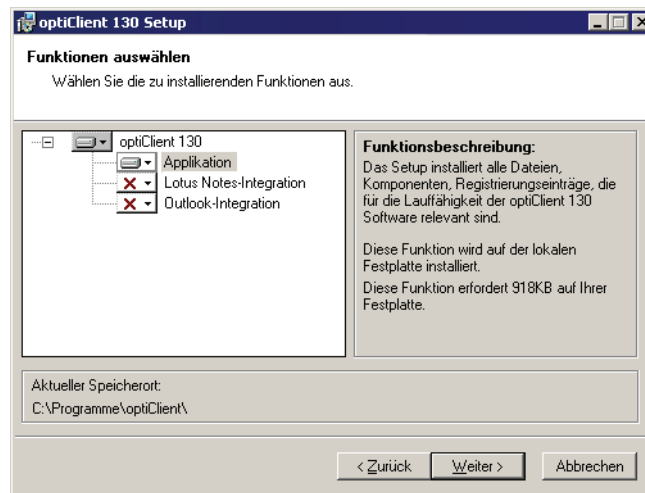 optiClient 130 Setup
Funktionen auswählen
Wählen Sie die zu installierenden Funktionen aus.
optiClient 130
Applikation
Lotus Notes-Integration
Outlook-Integration
Funktionsbeschreibung:
Das Setup installiert alle Dateien,
Komponenten, Registrierungseinträge, die
für die Lauffähigkeit der optiClient 130
Software relevant sind.
Diese Funktion wird auf der lokalen
Festplatte installiert.
Diese Funktion erfordert 918KB auf Ihrer
Festplatte.
Aktueller Speicherort:
C:\Programme\optiClient\
< Zurück Weiter > Abbrechen